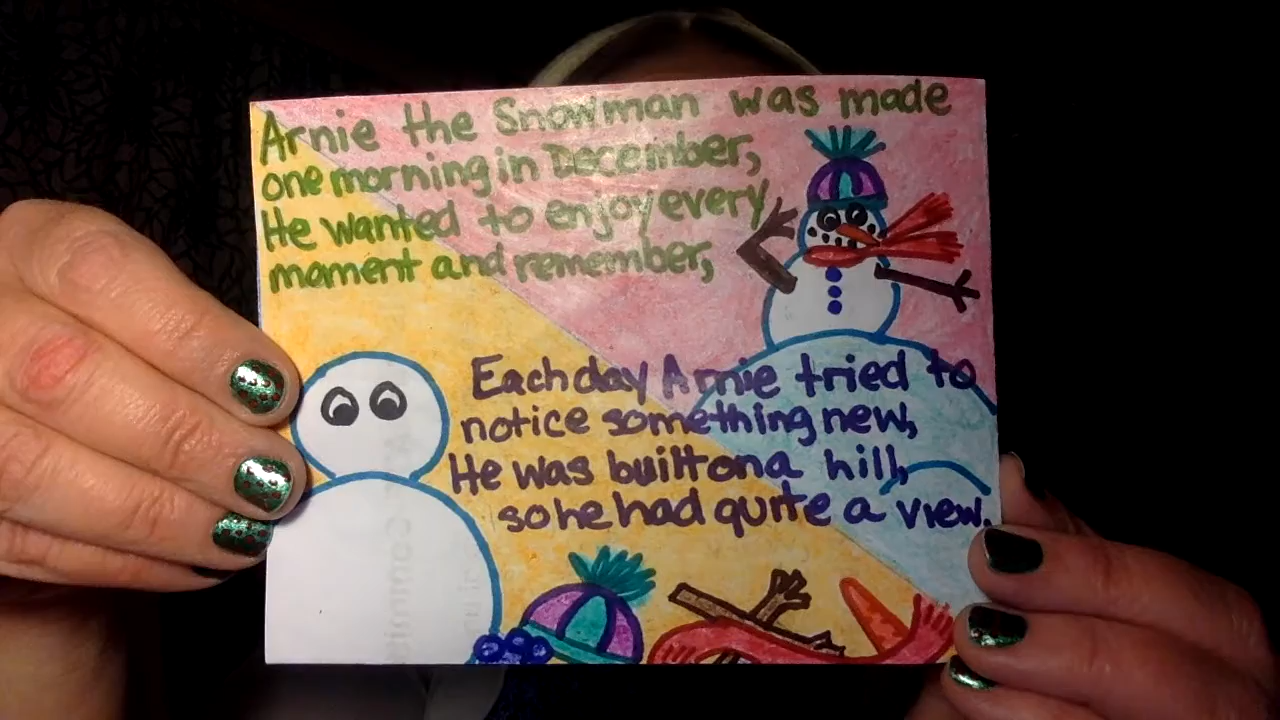 Arnie the Snowman was made
one morning in December,
He wanted to enjoy every
moment and remember,
Each day Arnie tried to
notice something new,
He was built on a hill,
so he had quite a view.